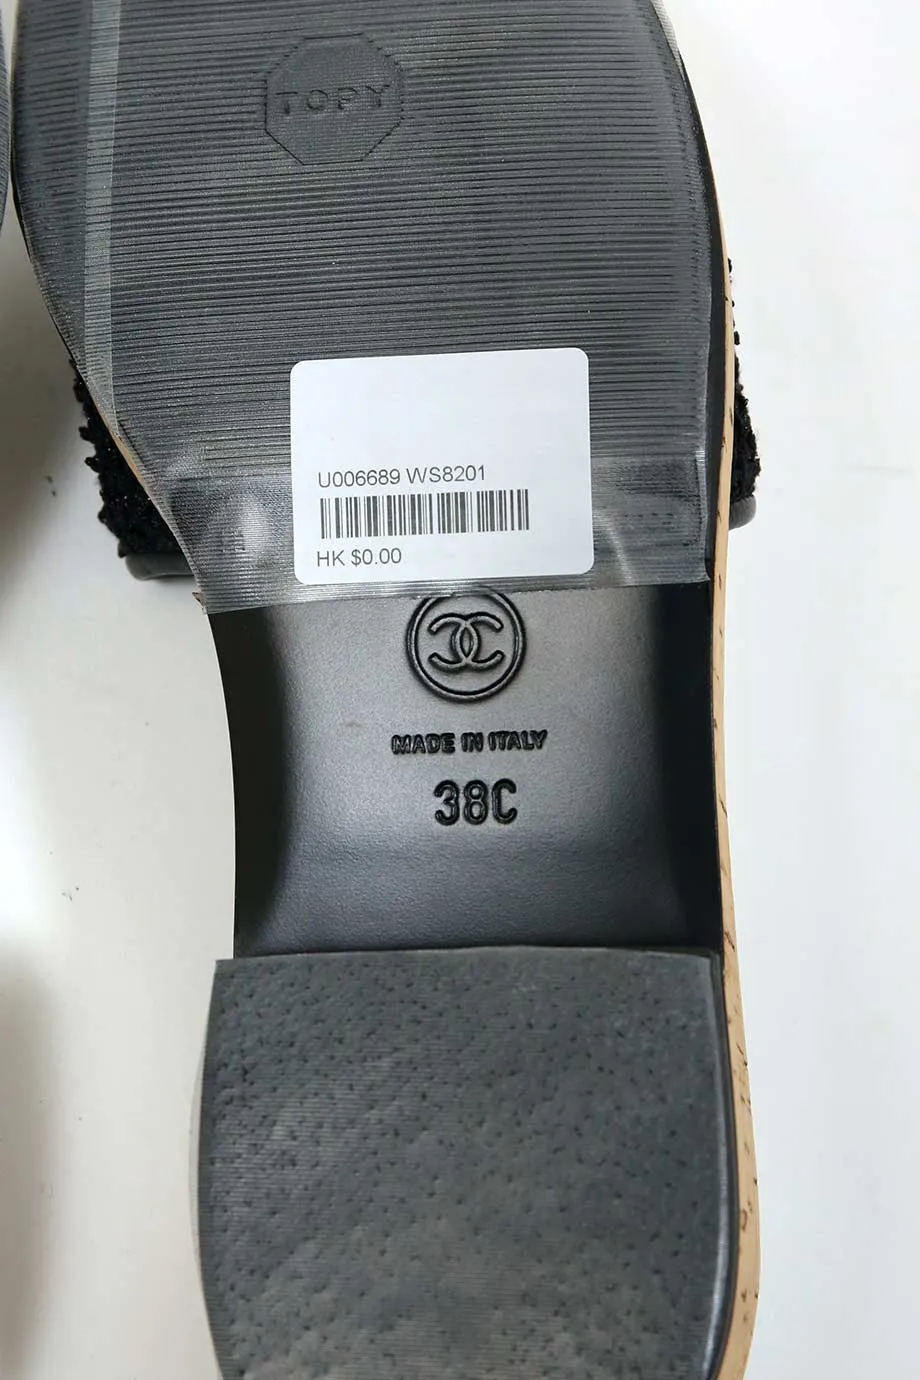 TOPY
U006689 WS8201
HK $0.00
MADE IN ITALY
38C